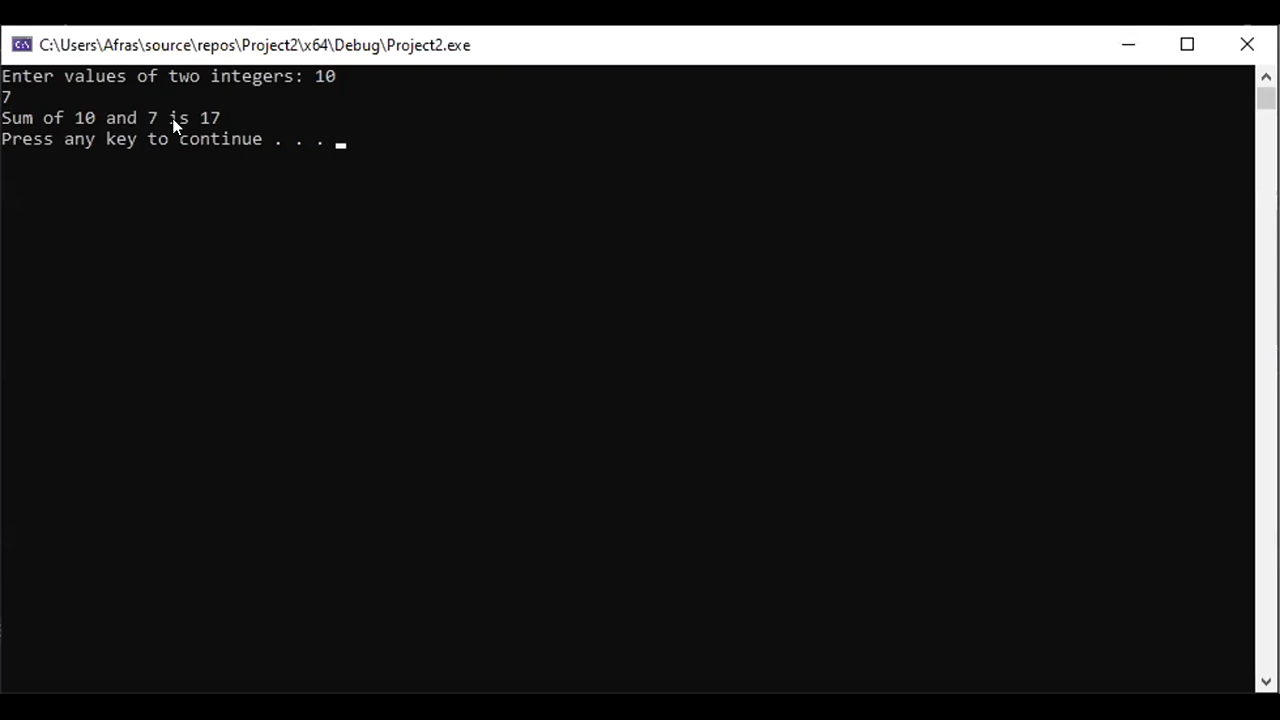 C:\Users\Afras\source\repos\Project2\x64\Debug\Project2.exe
Enter values of two integers: 10
7
Sum of 10 and 7 is 17
Press any key to continue . . .